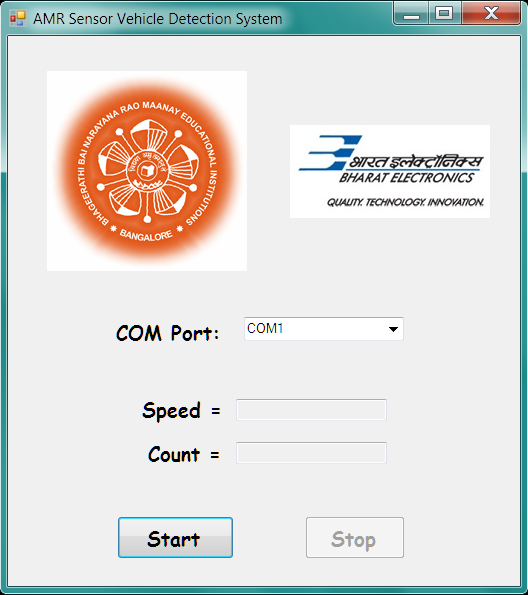 AMR Sensor Vehicle Detection System
BHAGEERATHI BAI NARAYANA RAO MAANAY EDUCATIONAL INSTITUTIONS
* BANGALORE *
भारत इलेक्ट्रॉनिक्स
BHARAT ELECTRONICS
QUALITY. TECHNOLOGY. INNOVATION.
COM Port: COM1
Speed =
Count =
Start Stop